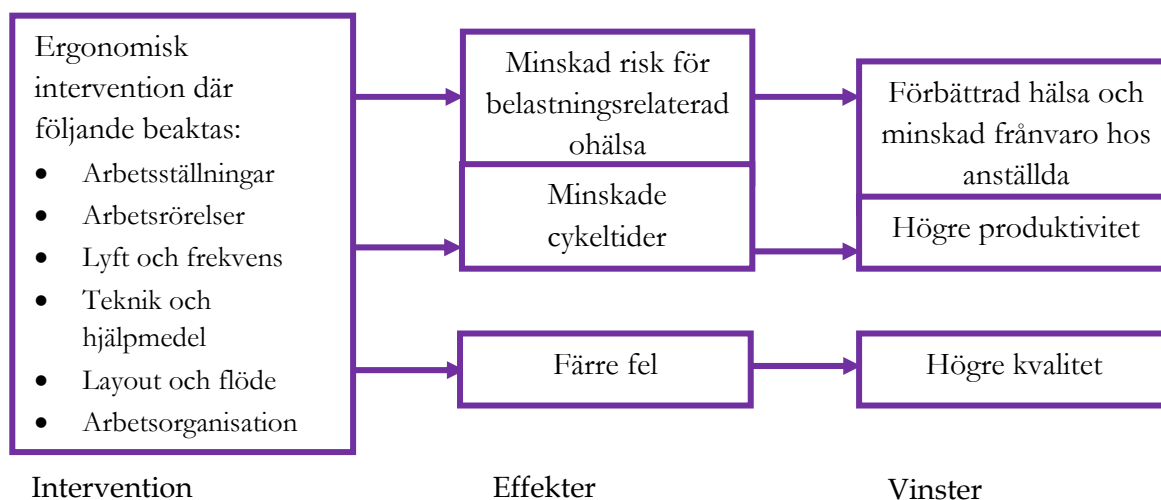 Ergonomisk
intervention där
följande beaktas:
• Arbetsställningar
• Arbetsrörelser
• Lyft och frekvens
• Teknik och
hjälpmedel
• Layout och flöde
• Arbetsorganisation
Minskad risk för
belastningsrelaterad
ohälsa
Minskade
cykeltider
Färre fel
Förbättrad hälsa och
minskad frånvaro hos
anställda
Högre produktivitet
Högre kvalitet
Intervention
Effekter
Vinster